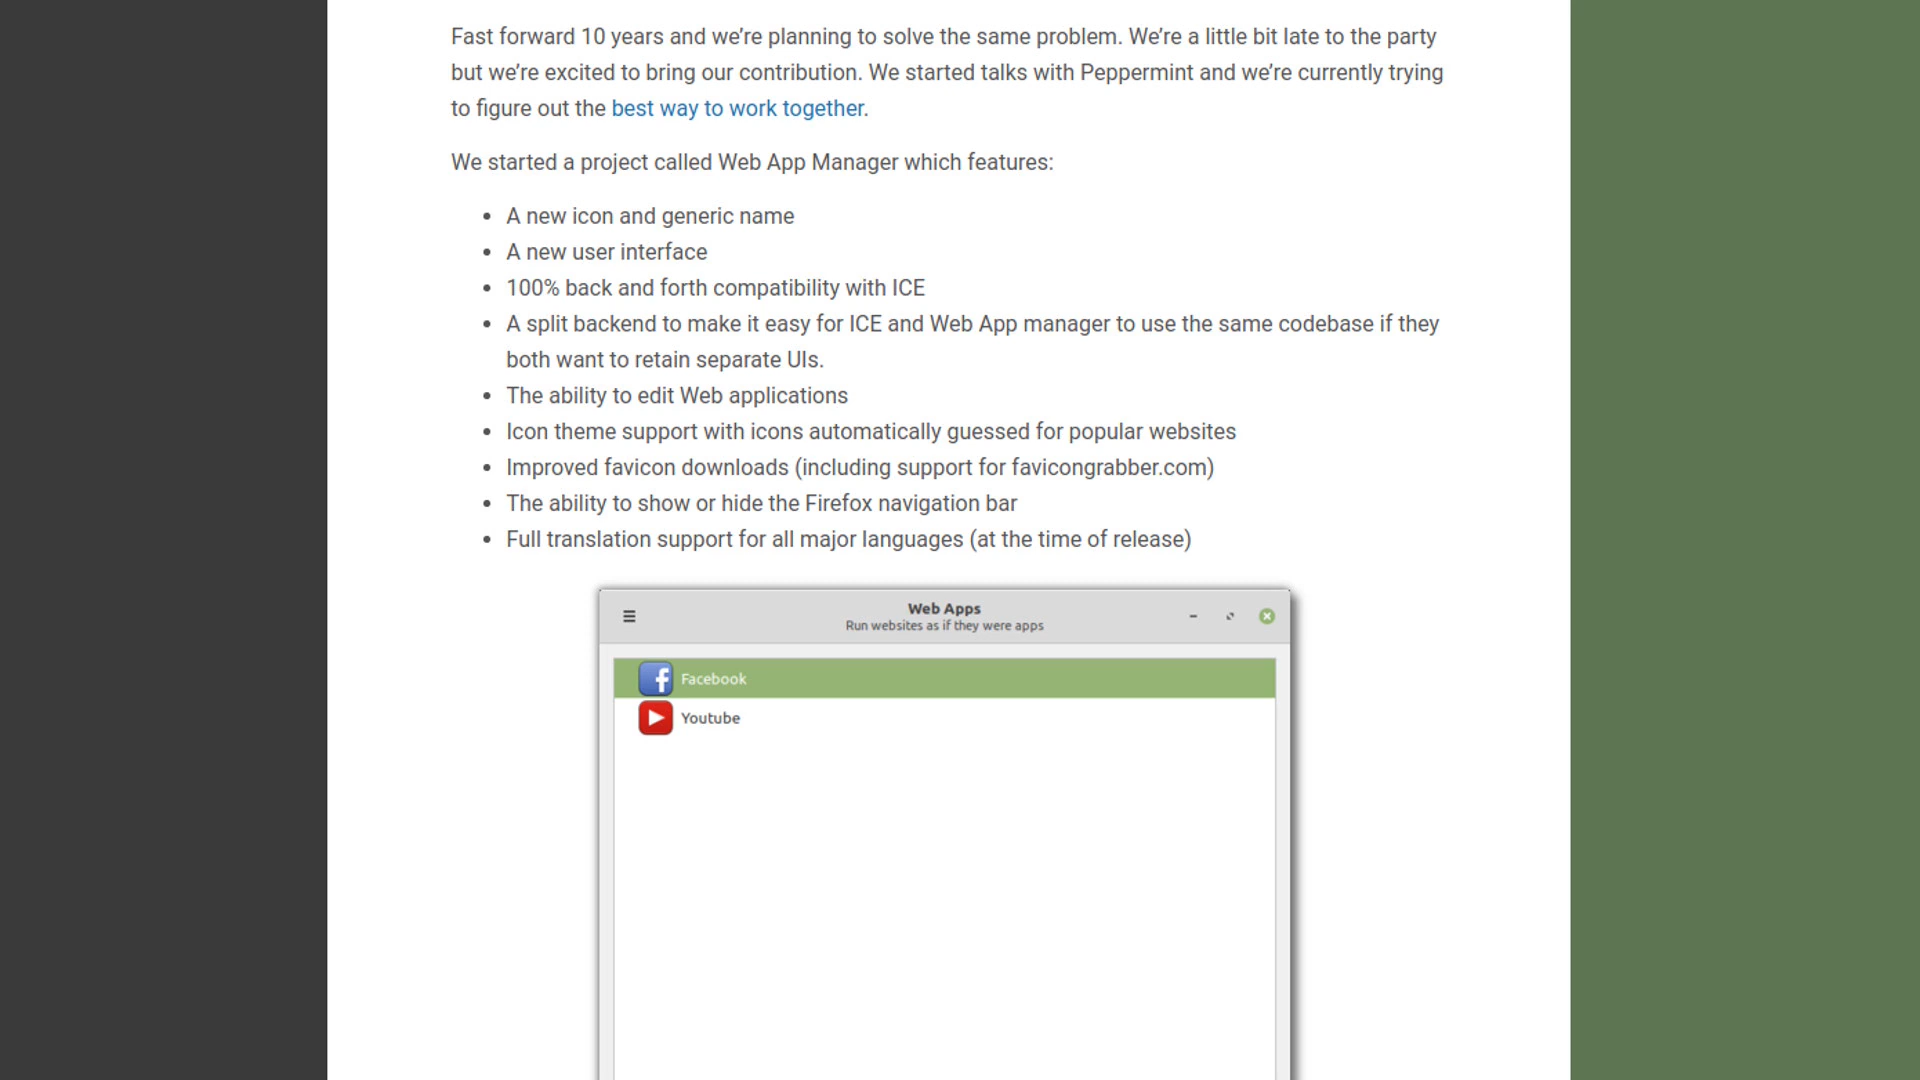 Fast forward 10 years and we’re planning to solve the same problem. We’re a little bit late to the party
but we’re excited to bring our contribution. We started talks with Peppermint and we’re currently trying
to figure out the best way to work together.
We started a project called Web App Manager which features:
A new icon and generic name
A new user interface
100% back and forth compatibility with ICE
A split backend to make it easy for ICE and Web App manager to use the same codebase if they
both want to retain separate UIs.
The ability to edit Web applications
Icon theme support with icons automatically guessed for popular websites
Improved favicon downloads (including support for favicongrabber.com)
The ability to show or hide the Firefox navigation bar
Full translation support for all major languages (at the time of release)
Web Apps
Run websites as if they were apps
Facebook
Youtube